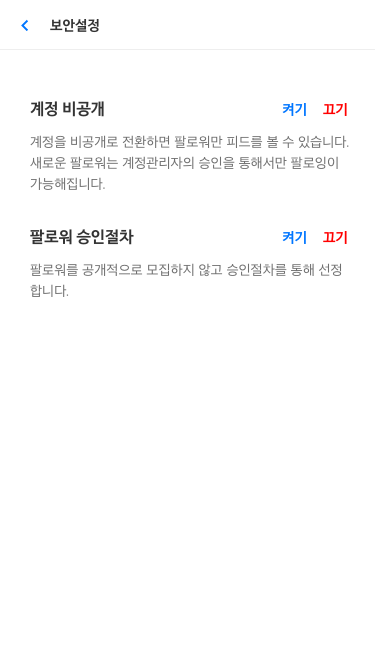 보안설정
계정 비공개 켜기 끄기
계정을 비공개로 전환하면 팔로워만 피드를 볼 수 있습니다.
새로운 팔로워는 계정관리자의 승인을 통해서만 팔로잉이
가능해집니다.
팔로워 승인절차 켜기 끄기
팔로워를 공개적으로 모집하지 않고 승인절차를 통해 선정
합니다.